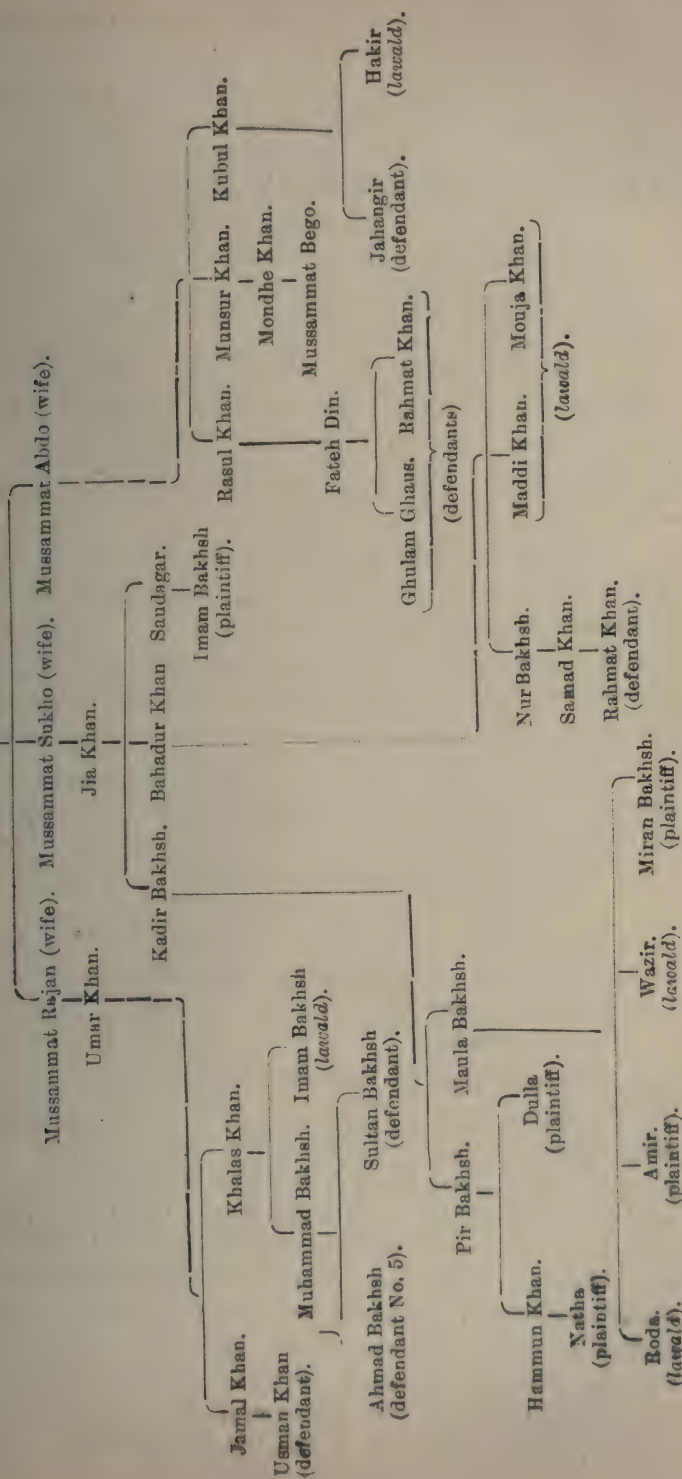 Mussammat Rajan (wife). Mussammat Sukho (wife). Mussammat Abdo (wife).
Umar Khan. Jia Khan.
Kadir Bakhsh. Bahadur Khan Saudagar.
Imam Bakhsh
(plaintiff).
Rasul Khan. Munsur Khan. Kubul Khan.
Mondhe Khan.
Mussammat Bego.
Fateh Din.
Jahangir
(defendant).
Hakir
(lawald).
Ghulam Ghaus. Rahmat Khan.
(defendants)
Jamal Khan. Khalas Khan.
Usman Khan
(defendant).
Muhammad Bakhsh. Imam Bakhsh
(lawald).
Ahmad Bakhsh
(defendant No. 5).
Sultan Bakhsh
(defendant).
Nur Bakhsh. Maddi Khan. Mouja Khan.
(lawald).
Samad Khan.
Rahmat Khan.
(defendant).
Pir Bakhsh. Maula Bakhsh.
Hammun Khan. Dulla
(plaintiff).
Natha
(plaintiff).
Roda.
(lawald).
Amir.
(plaintiff).
Wazir.
(lawald).
Miran Bakhsh.
(plaintiff).